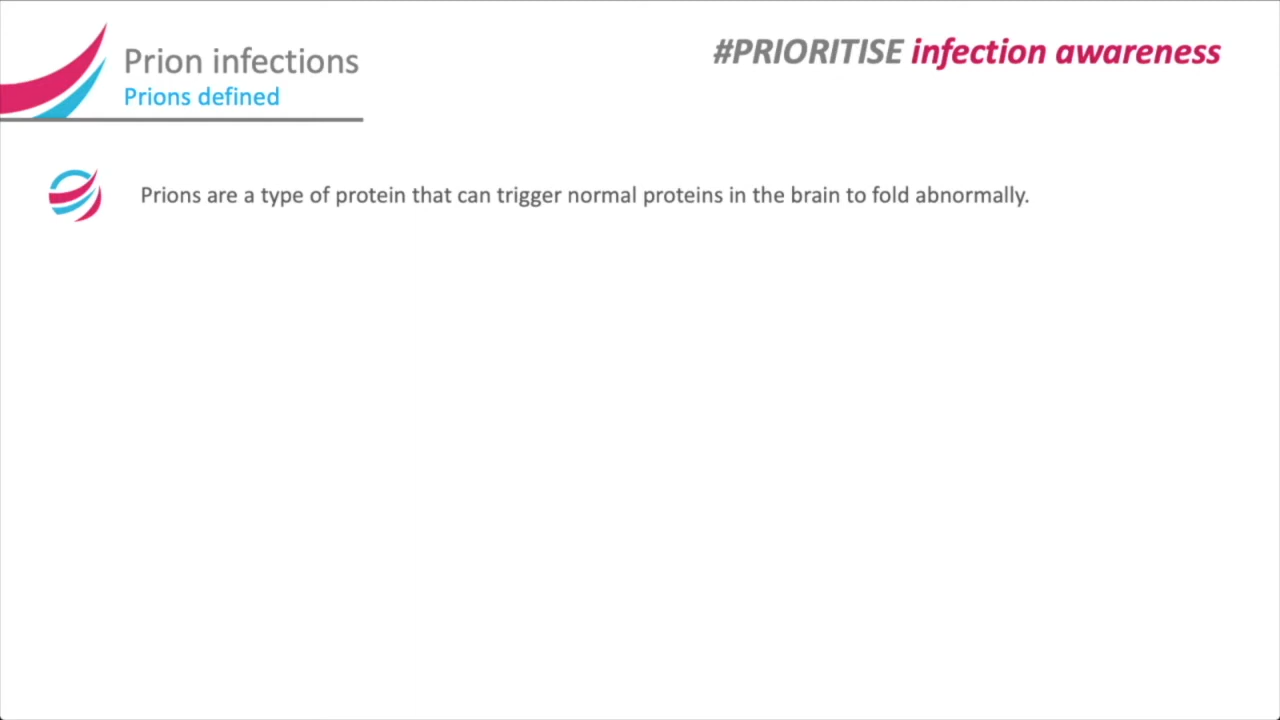 Prion infections
Prions defined
#PRIORITISE infection awareness
Prions are a type of protein that can trigger normal proteins in the brain to fold abnormally.